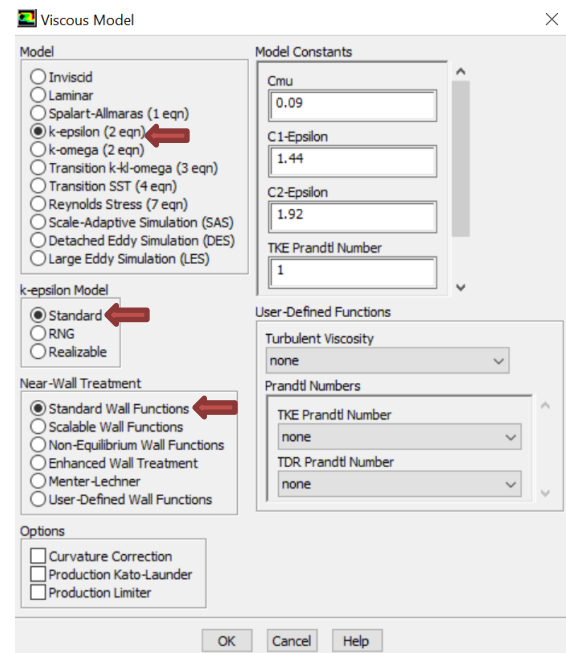 Viscous Model
Model
Inviscid
Laminar
Spalart-Allmaras (1 eqn)
k-epsilon (2 eqn)
k-omega (2 eqn)
Transition k-kl-omega (3 eqn)
Transition SST (4 eqn)
Reynolds Stress (7 eqn)
Scale-Adaptive Simulation (SAS)
Detached Eddy Simulation (DES)
Large Eddy Simulation (LES)
k-epsilon Model
Standard
RNG
Realizable
Near-Wall Treatment
Standard Wall Functions
Scalable Wall Functions
Non-Equilibrium Wall Functions
Enhanced Wall Treatment
Menter-Lechner
User-Defined Wall Functions
Options
Curvature Correction
Production Kato-Launder
Production Limiter
Model Constants
Cmu
0.09
C1-Epsilon
1.44
C2-Epsilon
1.92
TKE Prandtl Number
1
User-Defined Functions
Turbulent Viscosity
none
Prandtl Numbers
TKE Prandtl Number
none
TDR Prandtl Number
none
OK
Cancel
Help